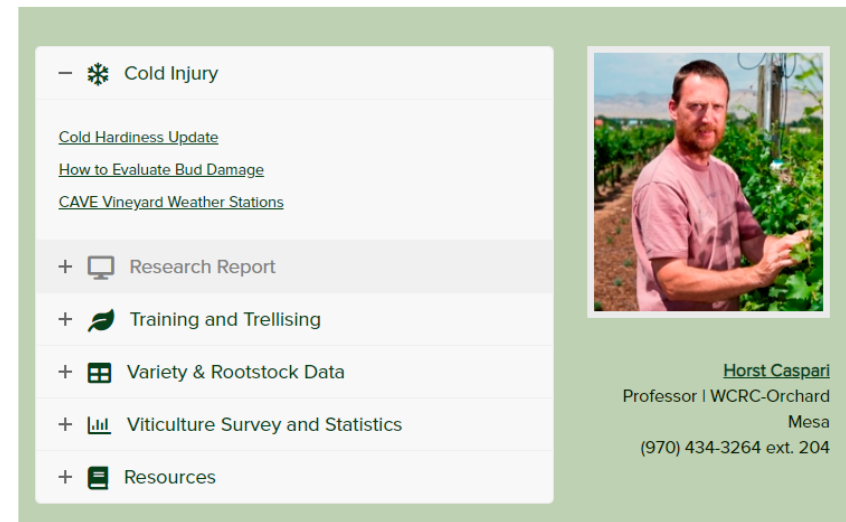 Cold Injury
Cold Hardiness Update
How to Evaluate Bud Damage
CAVE Vineyard Weather Stations
Research Report
Training and Trellising
Variety & Rootstock Data
Viticulture Survey and Statistics
Resources
Horst Caspari
Professor | WCRC-Orchard
Mesa
(970) 434-3264 ext. 204